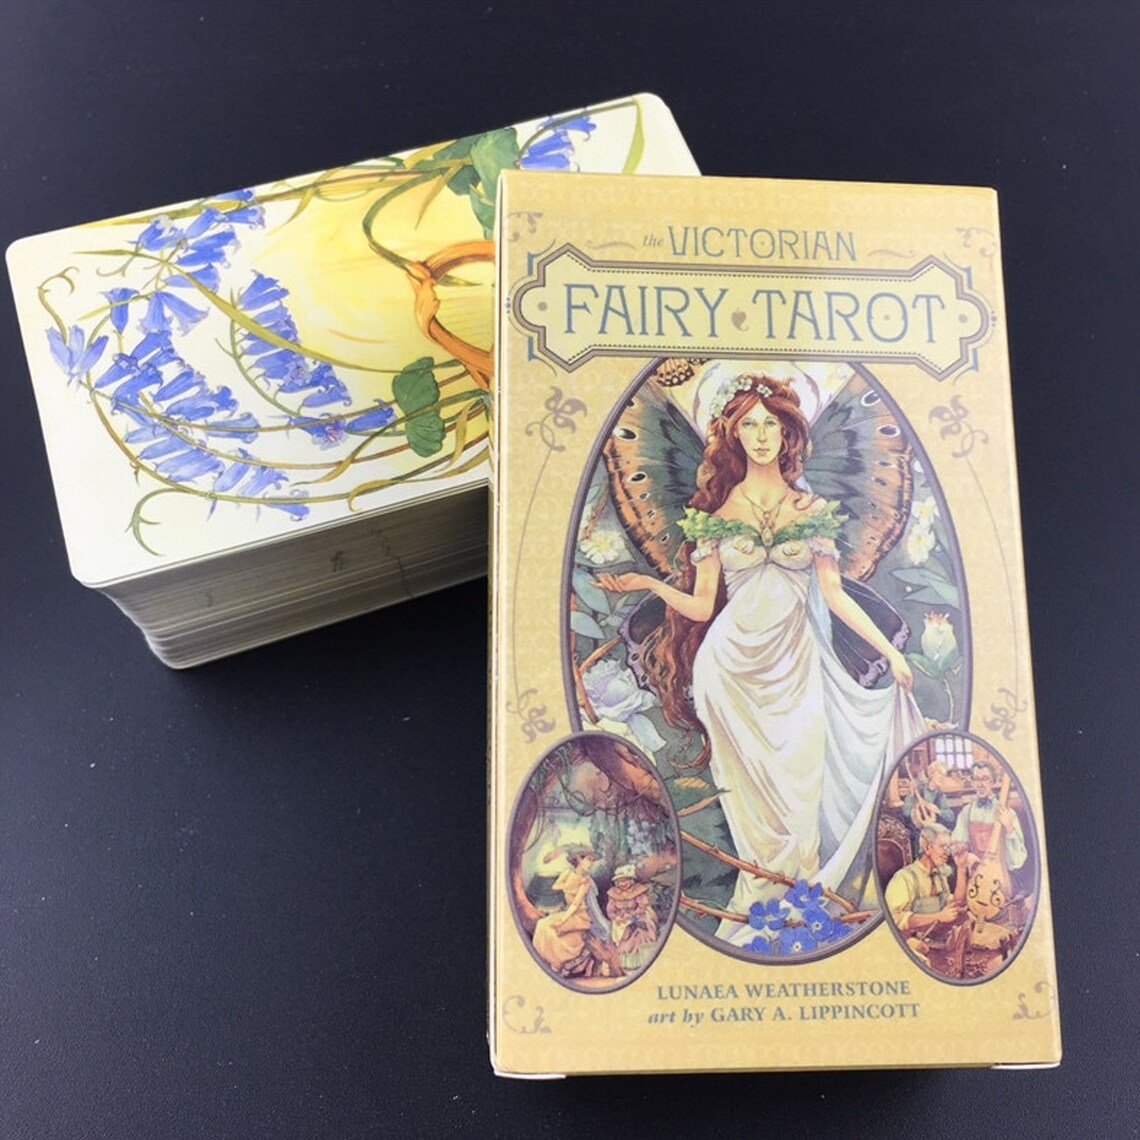 the VICTORIAN
FAIRY TAROT
LUNAEA WEATHERSTONE
art by GARY A. LIPPINCOTT